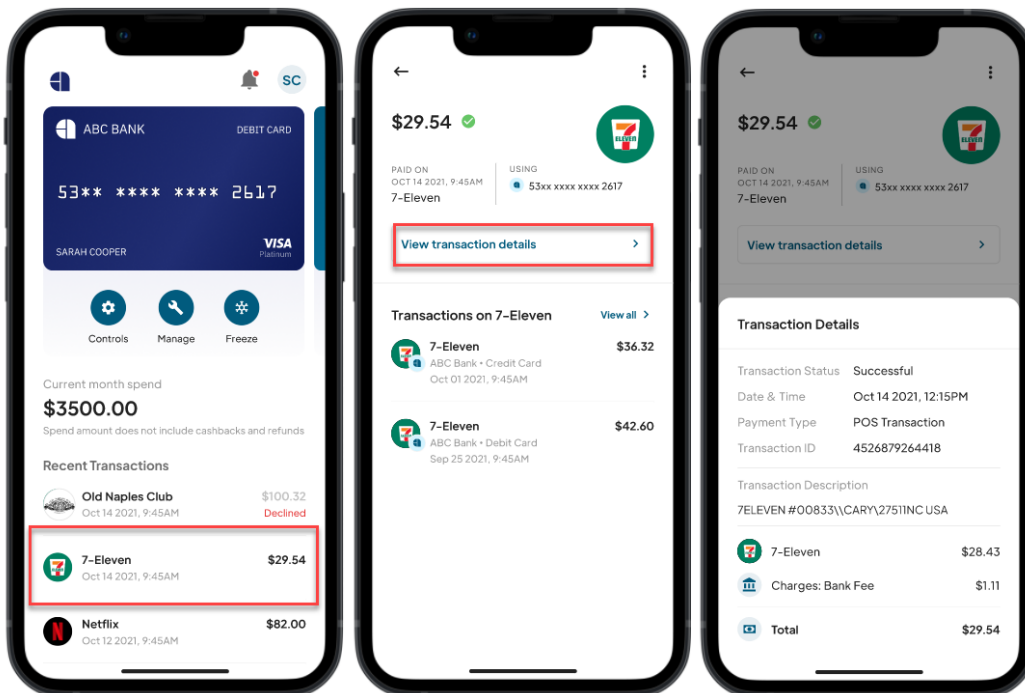 SC
ABC BANK DEBIT CARD
53** **** **** 2617
SARAH COOPER VISA
Platinum
Controls Manage Freeze
Current month spend
$3500.00
Spend amount does not include cashbacks and refunds
Recent Transactions
Old Naples Club $100.32
Oct 14 2021, 9:45AM Declined
7-Eleven $29.54
Oct 14 2021, 9:45AM
N Netflix $82.00
Oct 12 2021, 9:45AM
$29.54
7 ELEVEN
PAID ON USING
OCT 14 2021, 9:45AM 53xx xxxx xxxx 2617
7-Eleven
View transaction details
Transactions on 7-Eleven View all
7-Eleven $36.32
ABC Bank • Credit Card
Oct 01 2021, 9:45AM
7-Eleven $42.60
ABC Bank • Debit Card
Sep 25 2021, 9:45AM
$29.54
7 ELEVEN
PAID ON USING
OCT 14 2021, 9:45AM 53xx xxxx xxxx 2617
7-Eleven
View transaction details
Transaction Details
Transaction Status Successful
Date & Time Oct 14 2021, 12:15PM
Payment Type POS Transaction
Transaction ID 4526879264418
Transaction Description
7ELEVEN #00833\\CARY\27511NC USA
7-Eleven $28.43
Charges: Bank Fee $1.11
Total $29.54